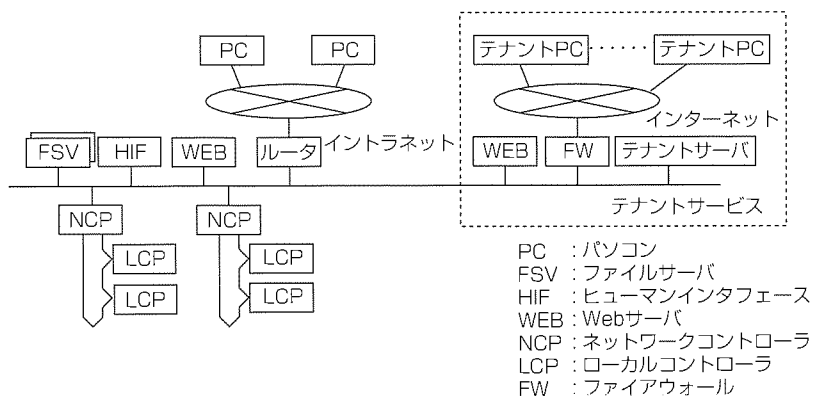 PC PC テナントPC ······ テナントPC
イントラネット インターネット
FSV HIF WEB ルータ WEB FW テナントサーバ
テナントサービス
NCP NCP
LCP LCP
LCP LCP
PC :パソコン
FSV :ファイルサーバ
HIF :ヒューマンインタフェース
WEB :Webサーバ
NCP :ネットワークコントローラ
LCP :ローカルコントローラ
FW :ファイアウォール